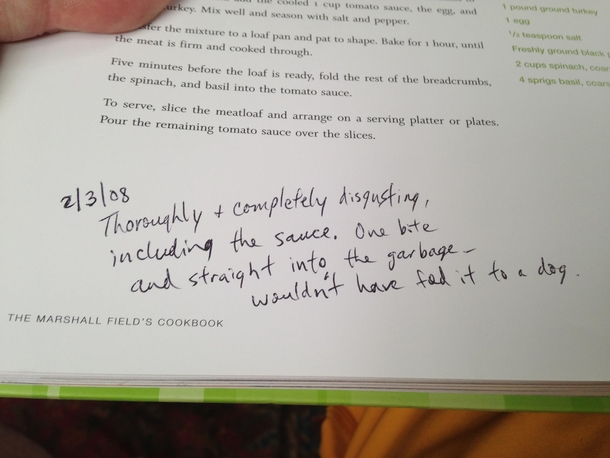 the cooled 1 cup tomato sauce, the egg, and
turkey. Mix well and season with salt and pepper.
the mixture to a loaf pan and pat to shape. Bake for 1 hour, until
the meat is firm and cooked through.
Five minutes before the loaf is ready, fold the rest of the breadcrumbs,
the spinach, and basil into the tomato sauce.
To serve, slice the meatloaf and arrange on a serving platter or plates.
Pour the remaining tomato sauce over the slices.
1 pound ground turkey
1 egg
½ teaspoon salt
Freshly ground black
2 cups spinach, coar
4 sprigs basil, coars
2/3/08
Thoroughly + completely disgusting,
including the sauce. One bite
and straight into the garbage –
wouldn't have fed it to a dog.
THE MARSHALL FIELD'S COOKBOOK